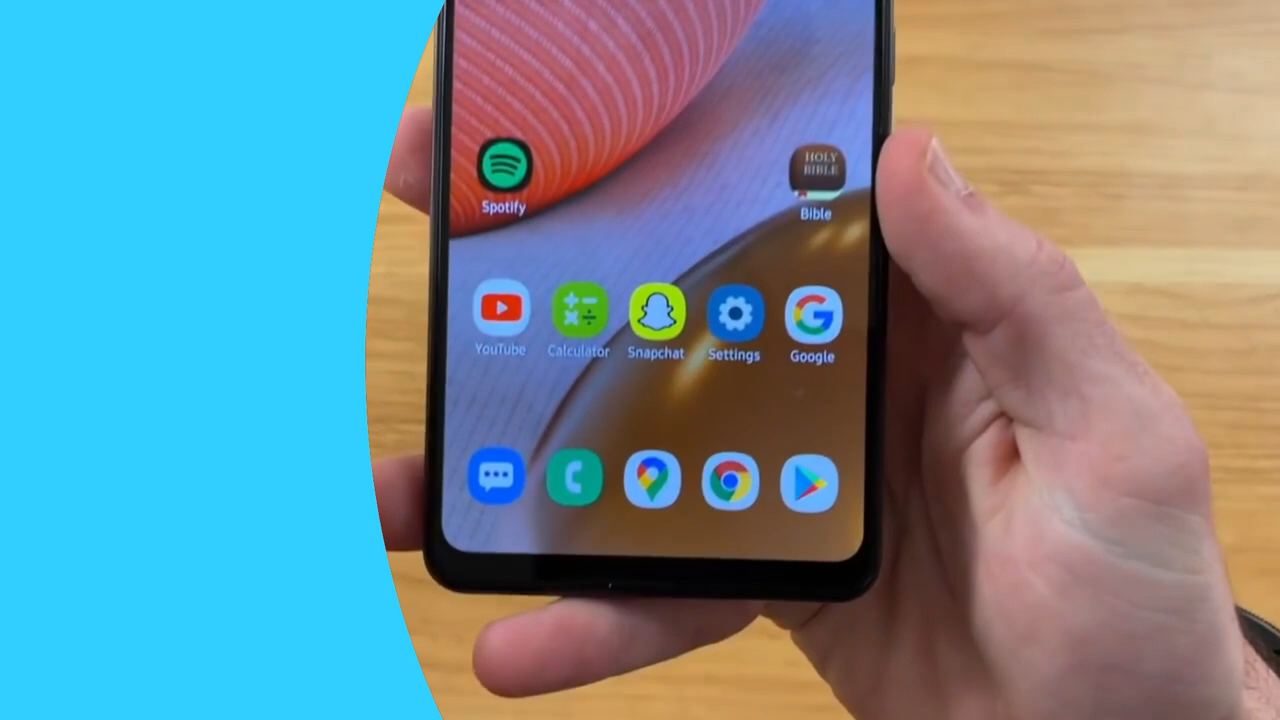 Spotify
HOLY
BIBLE
Bible
YouTube
Calculator
Snapchat
Settings
Google